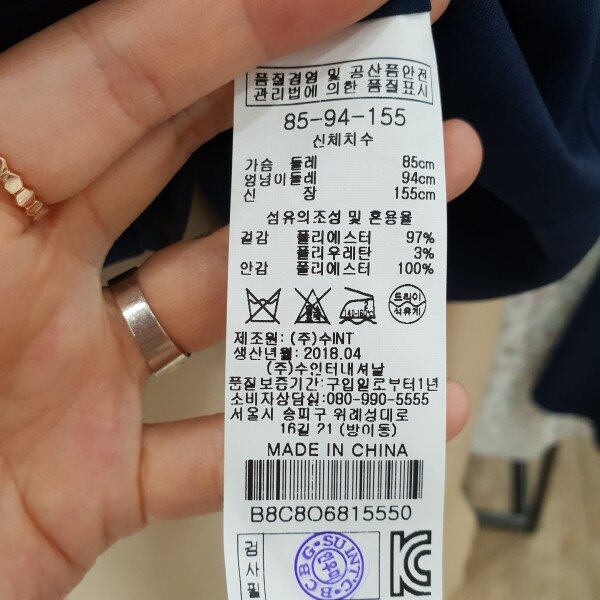 품질경영 및 공산품안전
관리법에 의한 품질표시
85-94-155
신체치수
가슴 둘레 85cm
엉덩이둘레 94cm
신 장 155cm
섬유의조성 및 혼용율
겉감 폴리에스터 97%
폴리우레탄 3%
안감 폴리에스터 100%
2
140-160℃
드라이
석유계
제조원: (주)수INT
생산년월: 2018.04
(주)수인터내셔날
품질보증기간:구입일로부터1년
소비자상담실:080-990-5555
서울시 송파구 위례성대로
16길 21 (방이동)
MADE IN CHINA
B8C8O6815550
검사필
BCBG·SU INT'C·
KC